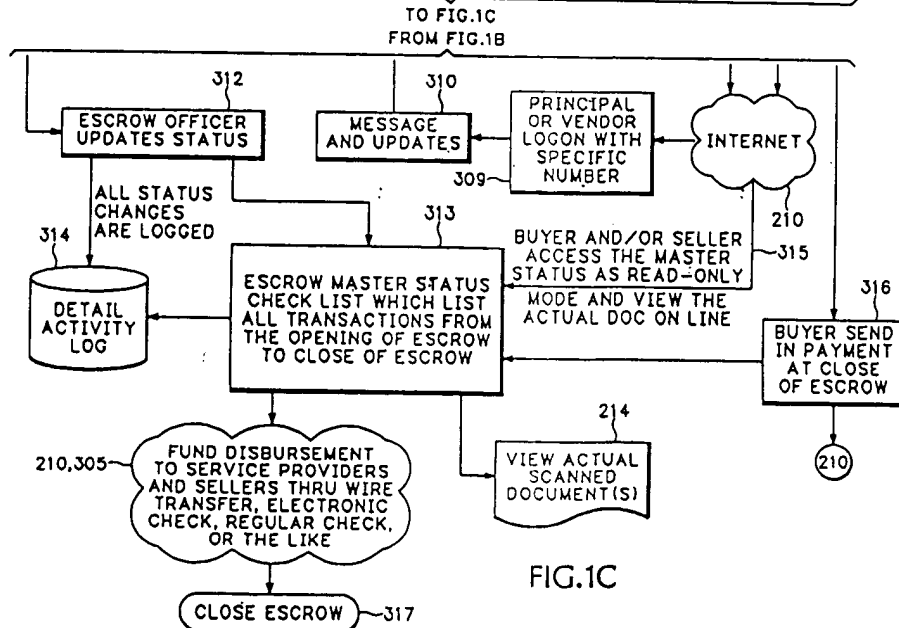 TO FIG.1C
FROM FIG.1B
312
ESCROW OFFICER
UPDATES STATUS
310
MESSAGE
AND UPDATES
PRINCIPAL
OR VENDOR
LOGON WITH
SPECIFIC
NUMBER
309
INTERNET
210
ALL STATUS
CHANGES
ARE LOGGED
314
DETAIL
ACTIVITY
LOG
313
ESCROW MASTER STATUS
CHECK LIST WHICH LIST
ALL TRANSACTIONS FROM
THE OPENING OF ESCROW
TO CLOSE OF ESCROW
BUYER AND/OR SELLER
ACCESS THE MASTER
STATUS AS READ-ONLY
MODE AND VIEW THE
ACTUAL DOC ON LINE
315
316
BUYER SEND
IN PAYMENT
AT CLOSE
OF ESCROW
210
210,305
FUND DISBURSEMENT
TO SERVICE PROVIDERS
AND SELLERS THRU WIRE
TRANSFER, ELECTRONIC
CHECK, REGULAR CHECK,
OR THE LIKE
214
VIEW ACTUAL
SCANNED
DOCUMENT(S)
FIG.1C
CLOSE ESCROW
317